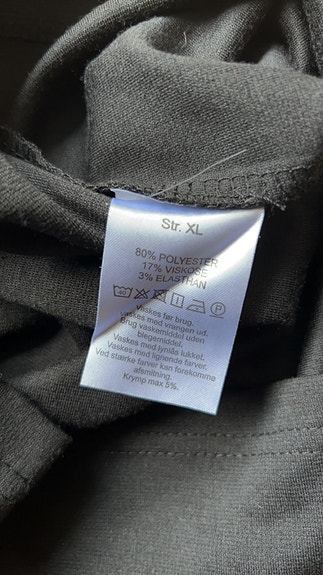 Str. XL
80% POLYESTER
17% VISKOSE
3% ELASTHAN
40 P
Vaskes før brug.
Vaskes med vrangen ud.
Brug vaskemiddel uden
blegemiddel.
Vaskes med lynlås lukket.
Vaskes med lignende farver.
Ved stærke farver kan forekomme
afsmitning.
Krymp max 5%.